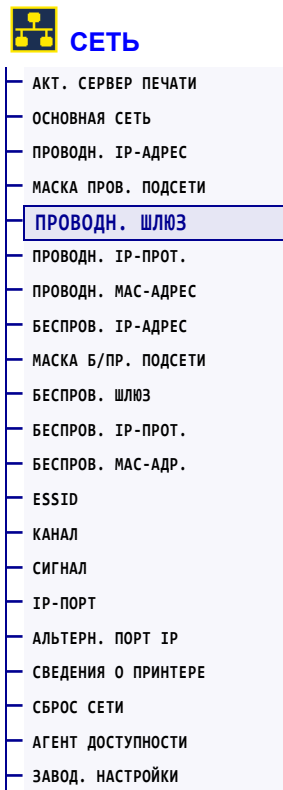 СЕТЬ
АКТ. СЕРВЕР ПЕЧАТИ
ОСНОВНАЯ СЕТЬ
ПРОВОДН. IP-АДРЕС
МАСКА ПРОВ. ПОДСЕТИ
ПРОВОДН. ШЛЮЗ
ПРОВОДН. IP-ПРОТ.
ПРОВОДН. MAC-АДРЕС
БЕСПРОВ. IP-АДРЕС
МАСКА Б/ПР. ПОДСЕТИ
БЕСПРОВ. ШЛЮЗ
БЕСПРОВ. IP-ПРОТ.
БЕСПРОВ. MAC-АДР.
ESSID
КАНАЛ
СИГНАЛ
IP-ПОРТ
АЛЬТЕРН. ПОРТ IP
СВЕДЕНИЯ О ПРИНТЕРЕ
СБРОС СЕТИ
АГЕНТ ДОСТУПНОСТИ
ЗАВОД. НАСТРОЙКИ